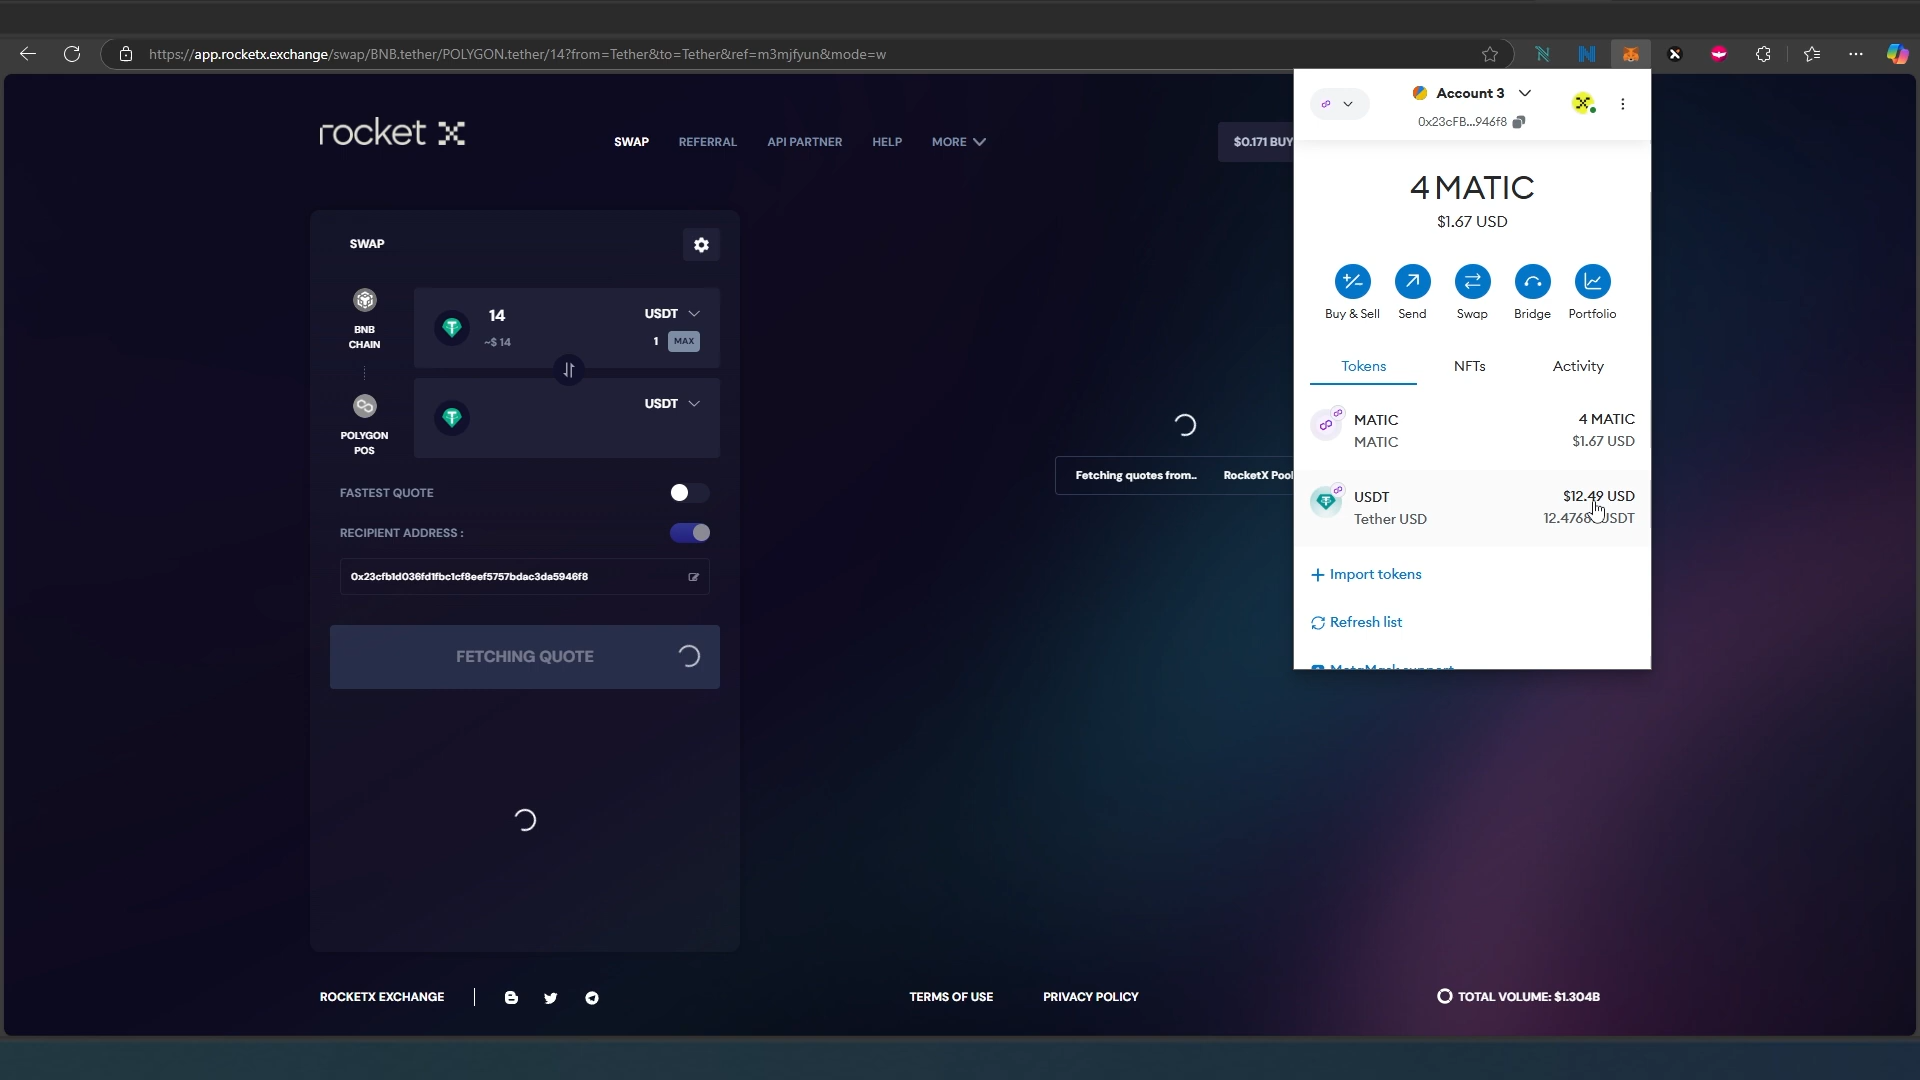 https://app.rocketx.exchange/swap/BNB.tether/POLYGON.tether/14?from=Tether&to=Tether&ref=m3mjfyun&mode=w
rocket X
SWAP
REFERRAL
API PARTNER
HELP
MORE
$0.171 BUY
SWAP
BNB
CHAIN
14
~$ 14
USDT
1
MAX
POLYGON
POS
USDT
FASTEST QUOTE
RECIPIENT ADDRESS :
0x23cfb1d036fd1fbc1cf8eef5757bdac3da5946f8
FETCHING QUOTE
Fetching quotes from..
RocketX Pool
Account 3
0x23cFB...946f8
4 MATIC
$1.67 USD
Buy & Sell
Send
Swap
Bridge
Portfolio
Tokens
NFTs
Activity
MATIC
4 MATIC
MATIC
$1.67 USD
USDT
$12.49 USD
Tether USD
+ Import tokens
Refresh list
MetaMask support
ROCKETX EXCHANGE
TERMS OF USE
PRIVACY POLICY
TOTAL VOLUME: $1.304B